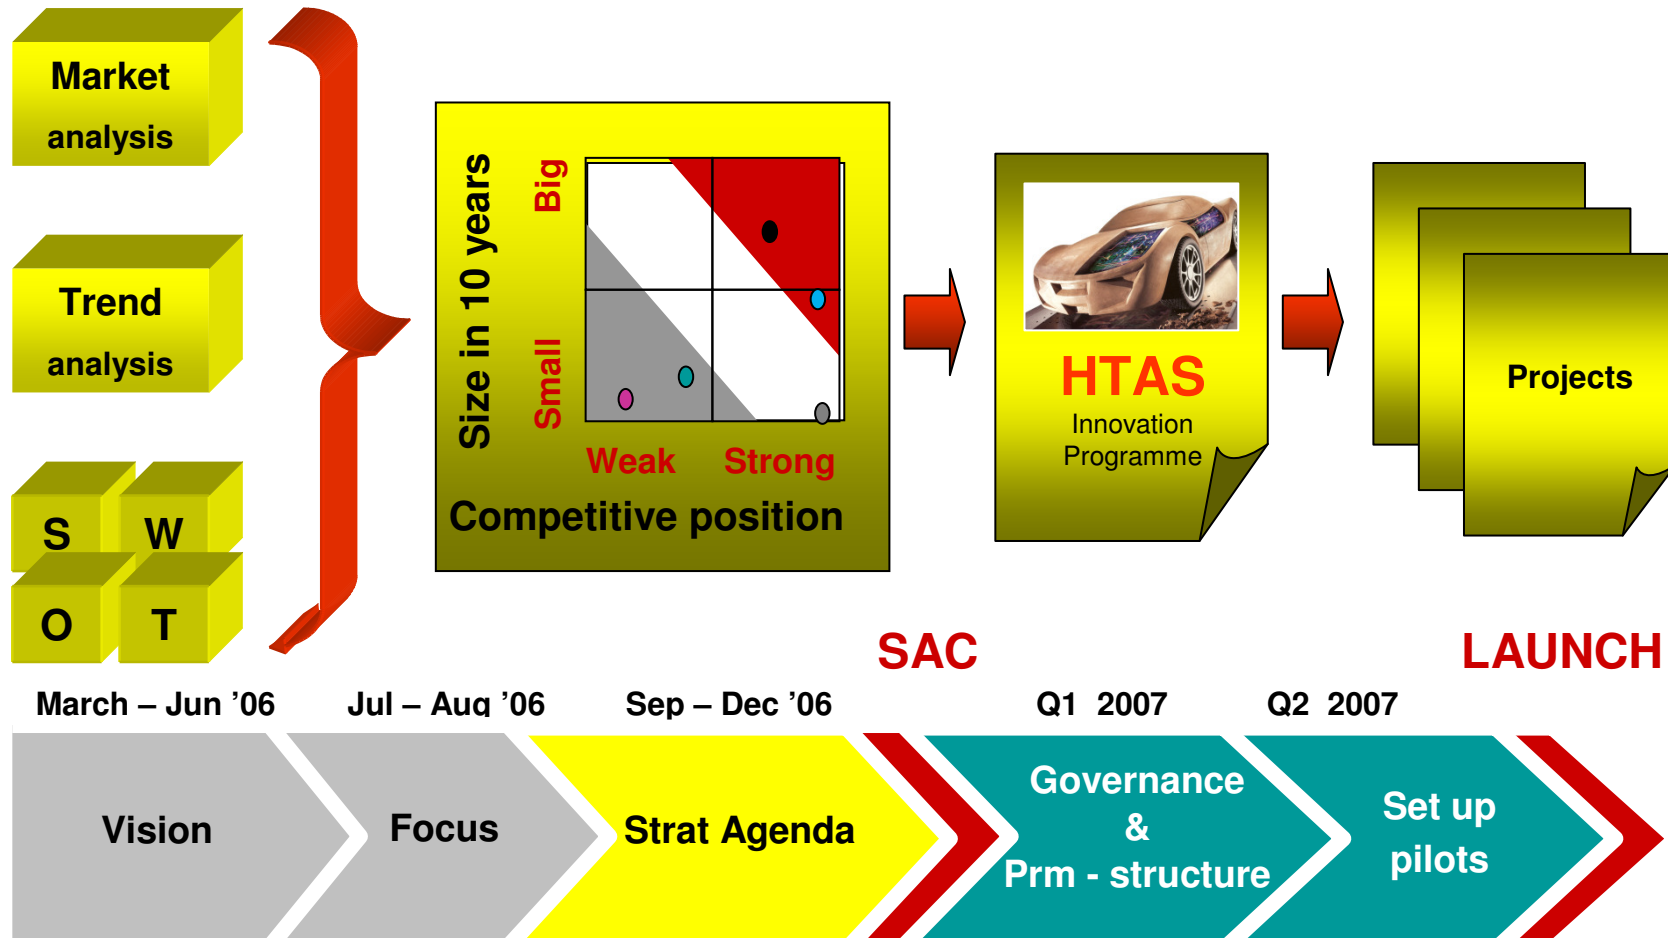 Market
analysis
Trend
analysis
S W
O T
Size in 10 years
Big
Small
Weak Strong
Competitive position
HTAS
Innovation
Programme
Projects
SAC
LAUNCH
March – Jun ’06
Jul – Aug ’06
Sep – Dec ’06
Q1 2007
Q2 2007
Vision
Focus
Strat Agenda
Governance
&
Prm - structure
Set up
pilots